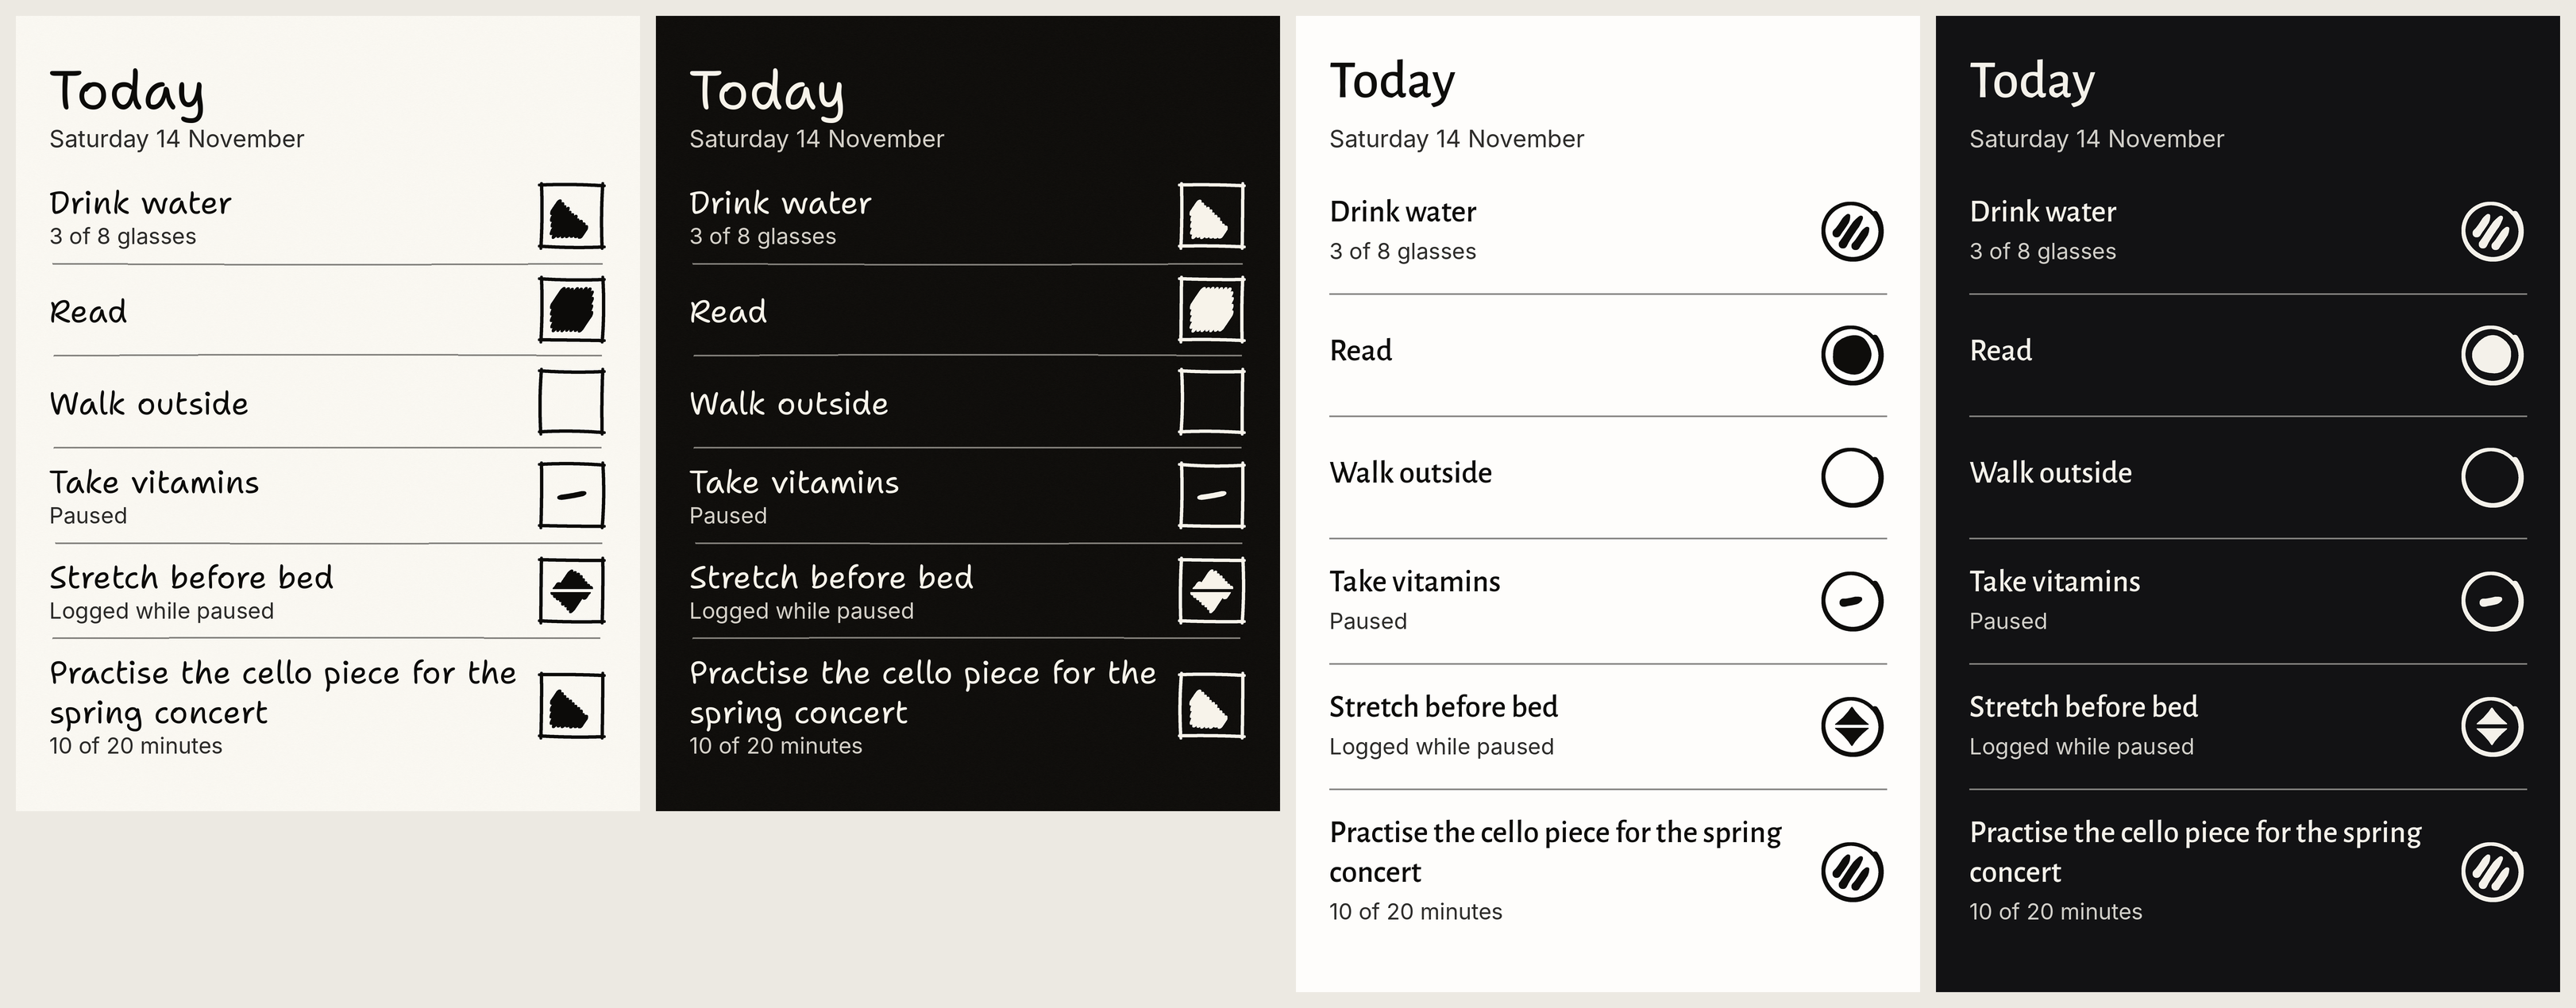 Today
Saturday 14 November
Drink water
3 of 8 glasses
Read
Walk outside
Take vitamins
Paused
Stretch before bed
Logged while paused
Practise the cello piece for the
spring concert
10 of 20 minutes
Today
Saturday 14 November
Drink water
3 of 8 glasses
Read
Walk outside
Take vitamins
Paused
Stretch before bed
Logged while paused
Practise the cello piece for the
spring concert
10 of 20 minutes
Today
Saturday 14 November
Drink water
3 of 8 glasses
Read
Walk outside
Take vitamins
Paused
Stretch before bed
Logged while paused
Practise the cello piece for the spring
concert
10 of 20 minutes
Today
Saturday 14 November
Drink water
3 of 8 glasses
Read
Walk outside
Take vitamins
Paused
Stretch before bed
Logged while paused
Practise the cello piece for the spring
concert
10 of 20 minutes